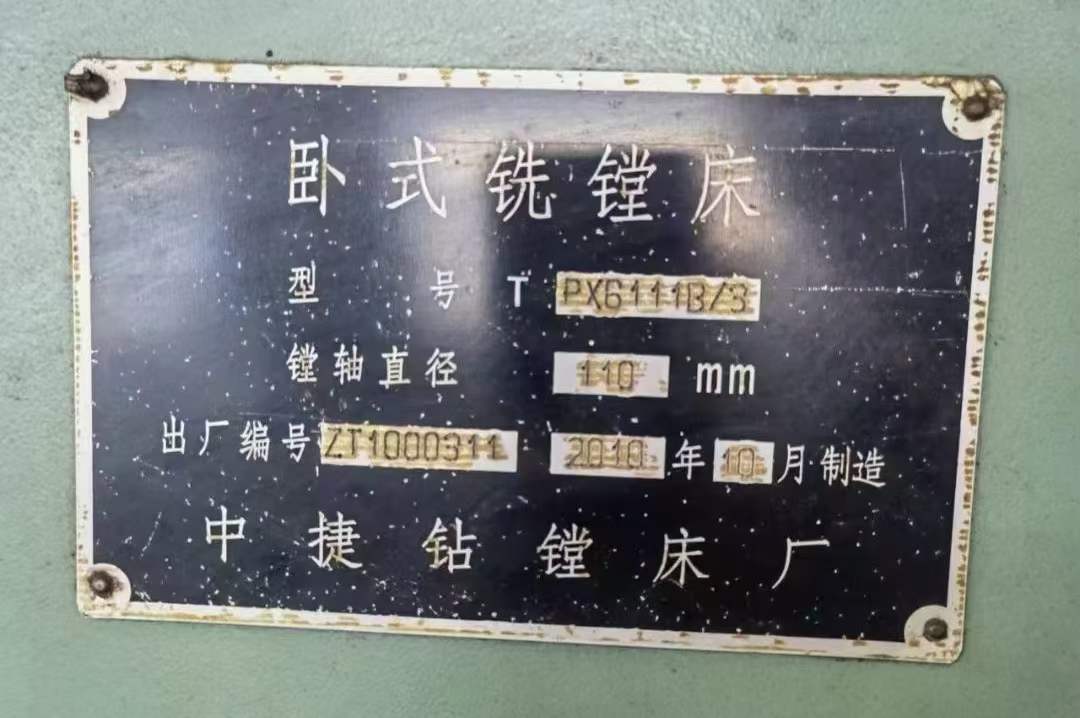 卧式铣镗床
型号 T PX6111B/3
镗轴直径 110 mm
出厂编号 ZT1000311 2010 年 10 月制造
中捷钻镗床厂